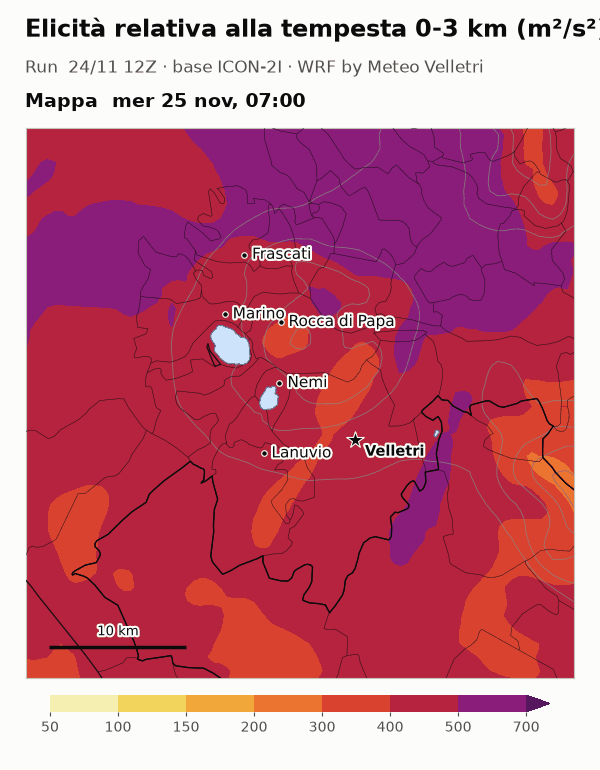 Elicità relativa alla tempesta 0-3 km (m²/s²)
Run 24/11 12Z · base ICON-2I · WRF by Meteo Velletri
Mappa mer 25 nov, 07:00
Frascati
Marino
Rocca di Papa
Nemi
Velletri
Lanuvio
10 km
50 100 150 200 300 400 500 700